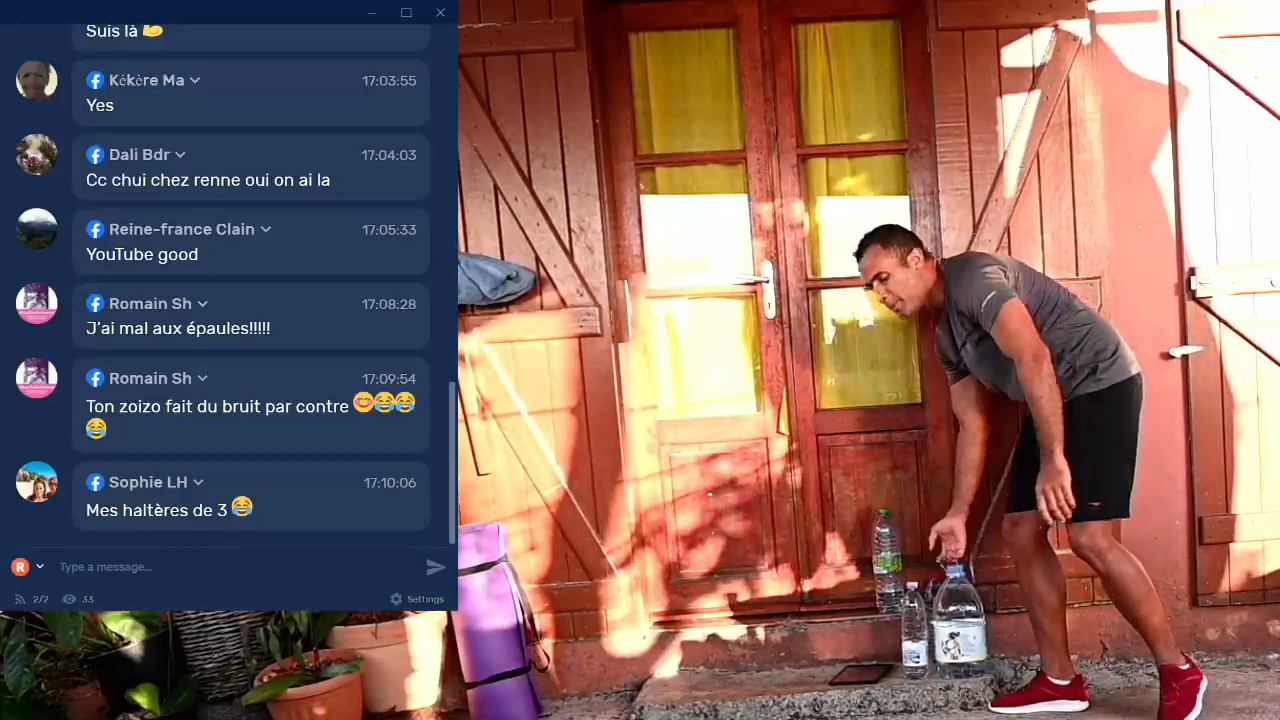 Suis là 💪
Kékère Ma 17:03:55
Yes
Dali Bdr 17:04:03
Cc chui chez renne oui on ai la
Reine-france Clain 17:05:33
YouTube good
Romain Sh 17:08:28
J'ai mal aux épaules!!!!!
Romain Sh 17:09:54
Ton zoizo fait du bruit par contre 😋😂😂
😂
Sophie LH 17:10:06
Mes haltères de 3 😂
R Type a message...
2/2 33 Settings